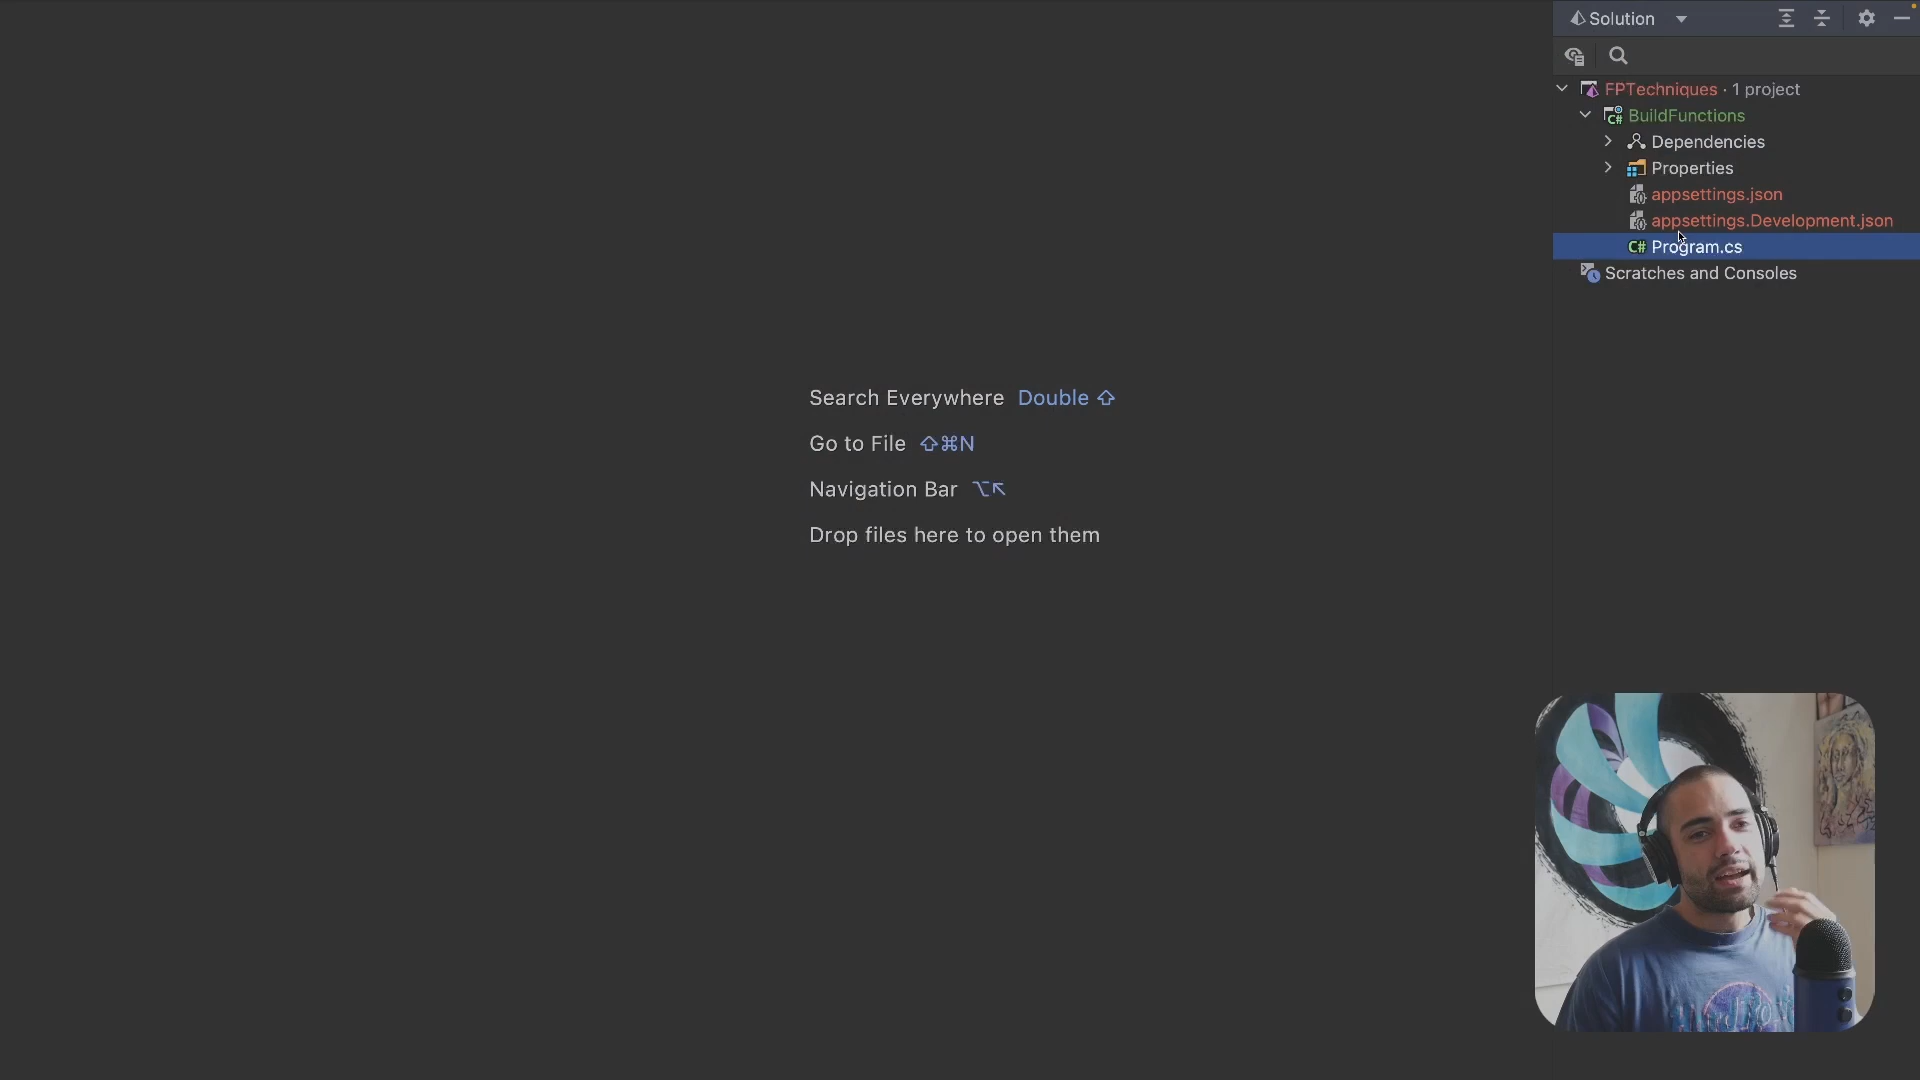 Solution
FPTechniques · 1 project
BuildFunctions
Dependencies
Properties
appsettings.json
appsettings.Development.json
C# Program.cs
Scratches and Consoles
Search Everywhere Double ⇧
Go to File ⇧⌘N
Navigation Bar ⌥↖
Drop files here to open them